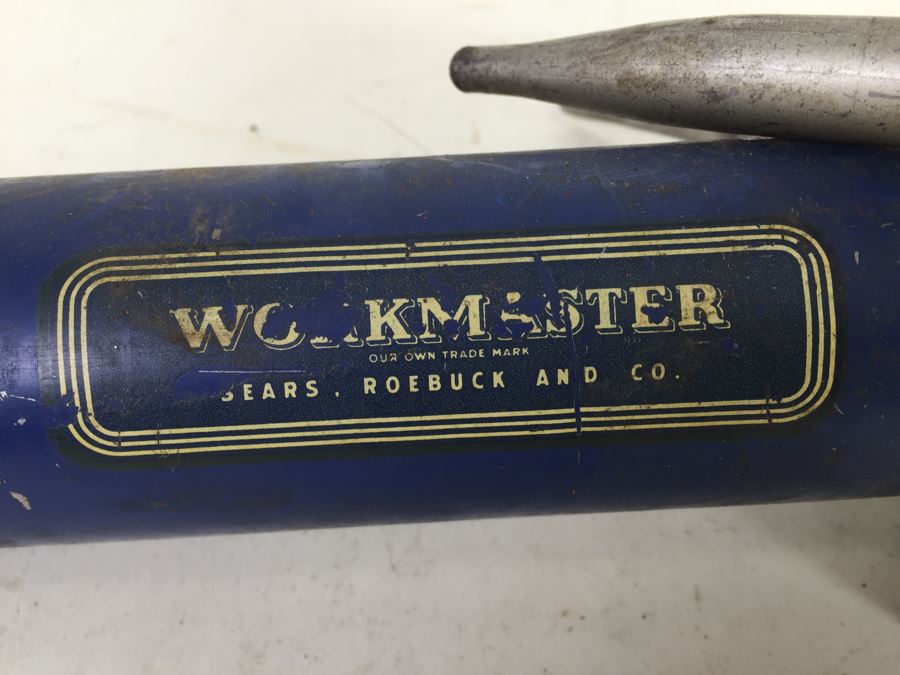 WORKMASTER
OUR OWN TRADE MARK
SEARS, ROEBUCK AND CO.